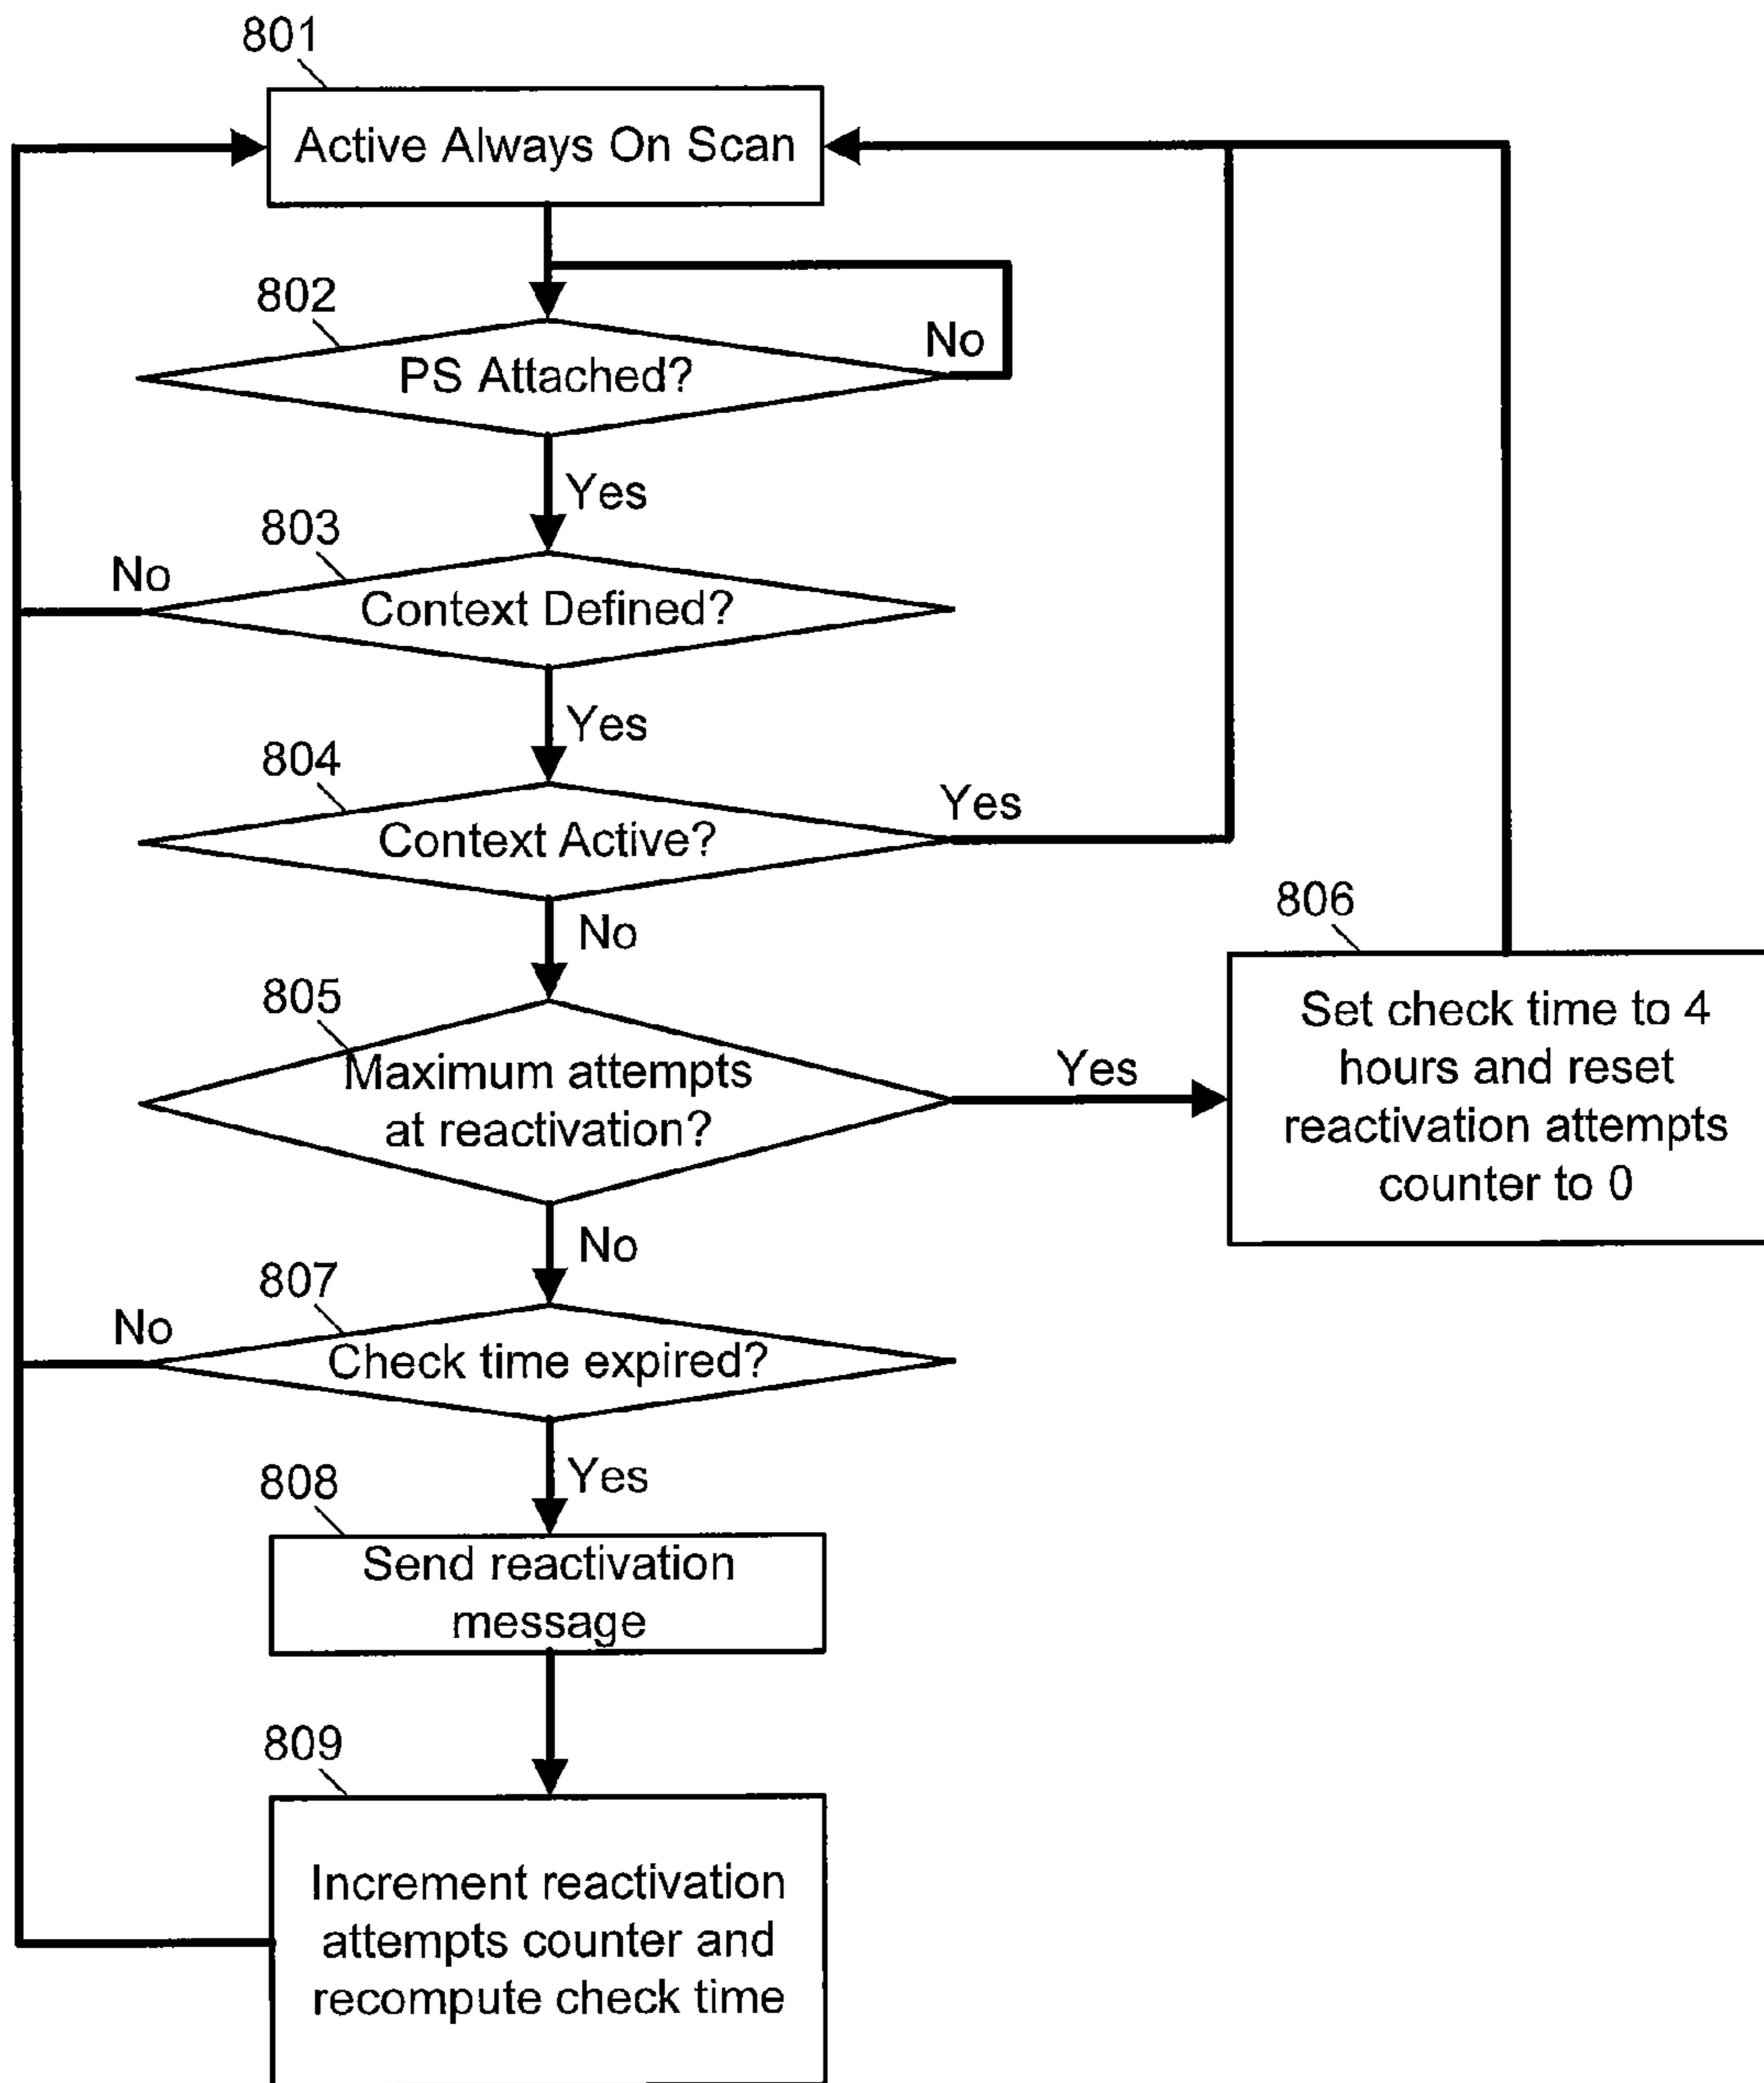 801
Active Always On Scan
802
PS Attached?
No
Yes
803
No
Context Defined?
Yes
804
Context Active?
Yes
No
805
Maximum attempts
at reactivation?
Yes
806
Set check time to 4
hours and reset
reactivation attempts
counter to 0
No
807
No
Check time expired?
Yes
808
Send reactivation
message
809
Increment reactivation
attempts counter and
recompute check time